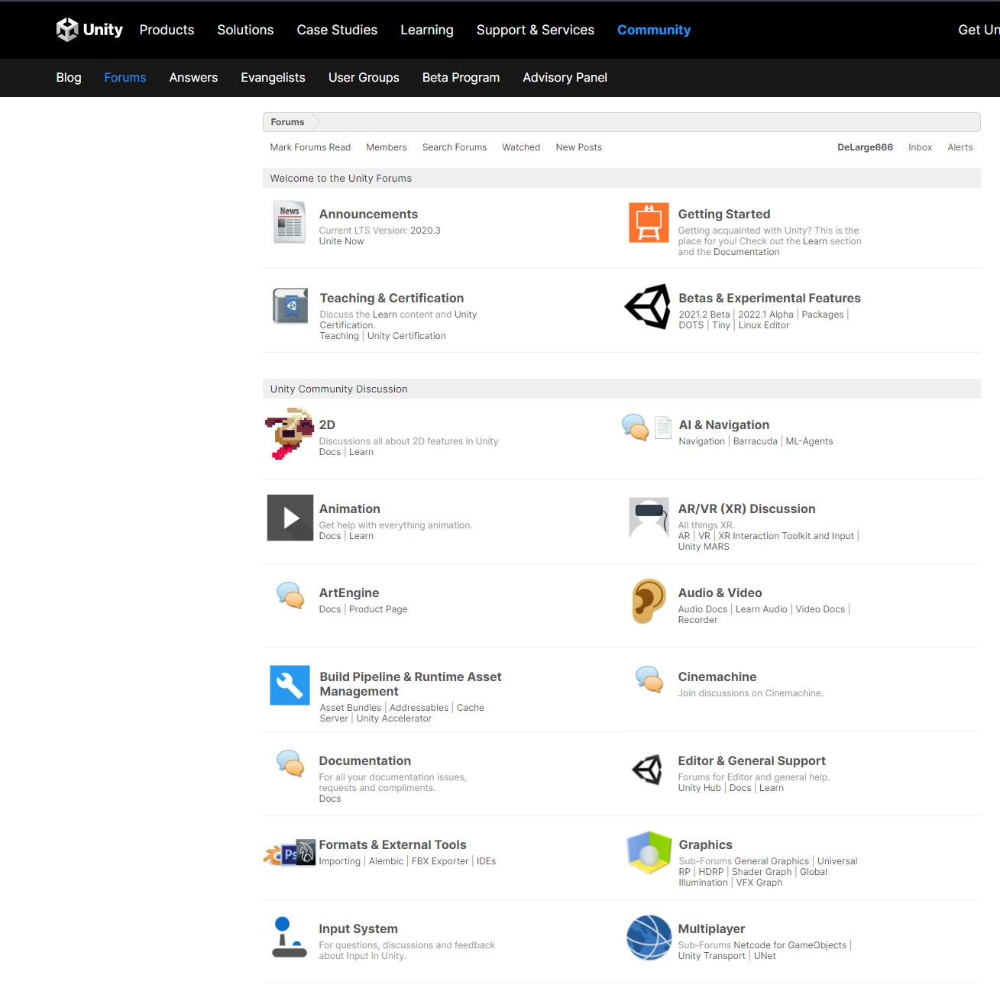 Unity Products Solutions Case Studies Learning Support & Services Community Get Un
Blog Forums Answers Evangelists User Groups Beta Program Advisory Panel
Forums
Mark Forums Read Members Search Forums Watched New Posts DeLarge666 Inbox Alerts
Welcome to the Unity Forums
News
Announcements
Current LTS Version: 2020.3
Unite Now
Getting Started
Getting acquainted with Unity? This is the
place for you! Check out the Learn section
and the Documentation
Teaching & Certification
Discuss the Learn content and Unity
Certification.
Teaching | Unity Certification
Betas & Experimental Features
2021.2 Beta | 2022.1 Alpha | Packages |
DOTS | Tiny | Linux Editor
Unity Community Discussion
2D
Discussions all about 2D features in Unity
Docs | Learn
AI & Navigation
Navigation | Barracuda | ML-Agents
Animation
Get help with everything animation.
Docs | Learn
AR/VR (XR) Discussion
All things XR.
AR | VR | XR Interaction Toolkit and Input |
Unity MARS
ArtEngine
Docs | Product Page
Audio & Video
Audio Docs | Learn Audio | Video Docs |
Recorder
Build Pipeline & Runtime Asset
Management
Asset Bundles | Addressables | Cache
Server | Unity Accelerator
Cinemachine
Join discussions on Cinemachine.
Documentation
For all your documentation issues,
requests and compliments.
Docs
Editor & General Support
Forums for Editor and general help.
Unity Hub | Docs | Learn
Ps
Formats & External Tools
Importing | Alembic | FBX Exporter | IDEs
Graphics
Sub-Forums General Graphics | Universal
RP | HDRP | Shader Graph | Global
Illumination | VFX Graph
Input System
For questions, discussions and feedback
about Input in Unity.
Multiplayer
Sub-Forums Netcode for GameObjects |
Unity Transport | UNet